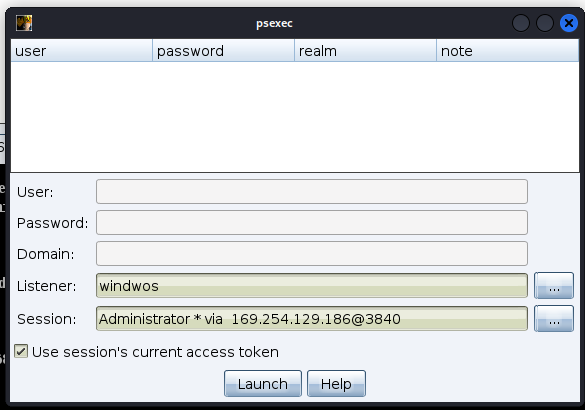 psexec
user password realm note
User:
Password:
Domain:
Listener: windwos ...
Session: Administrator * via 169.254.129.186@3840 ...
Use session's current access token
Launch Help